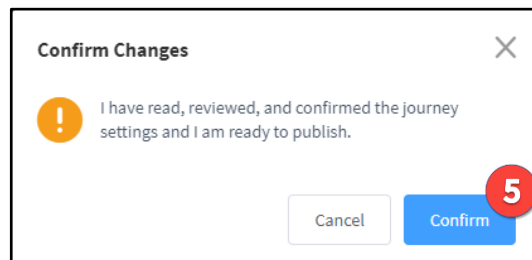 Confirm Changes
I have read, reviewed, and confirmed the journey
settings and I am ready to publish.
Cancel
Confirm
5